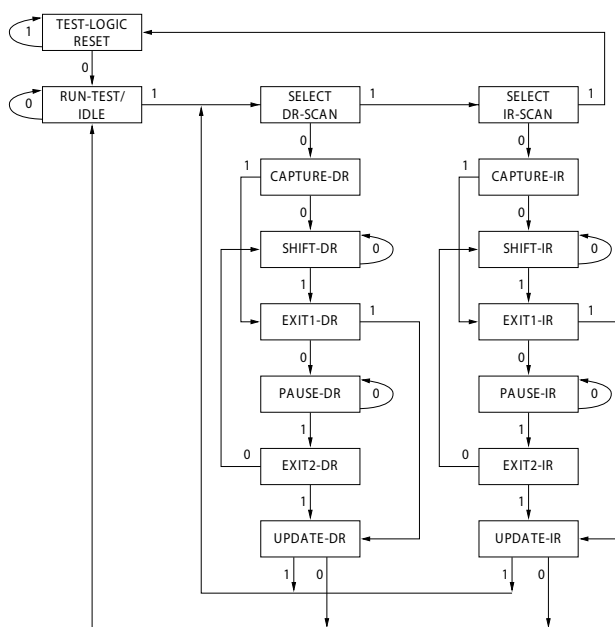 TEST-LOGIC
RESET
1
0
RUN-TEST/
IDLE
0
1
SELECT
DR-SCAN
1
SELECT
IR-SCAN
1
0
0
1
CAPTURE-DR
1
CAPTURE-IR
0
0
SHIFT-DR
0
SHIFT-IR
0
1
1
EXIT1-DR
1
EXIT1-IR
1
0
0
PAUSE-DR
0
PAUSE-IR
0
1
1
0
EXIT2-DR
0
EXIT2-IR
1
1
UPDATE-DR
UPDATE-IR
1
0
1
0